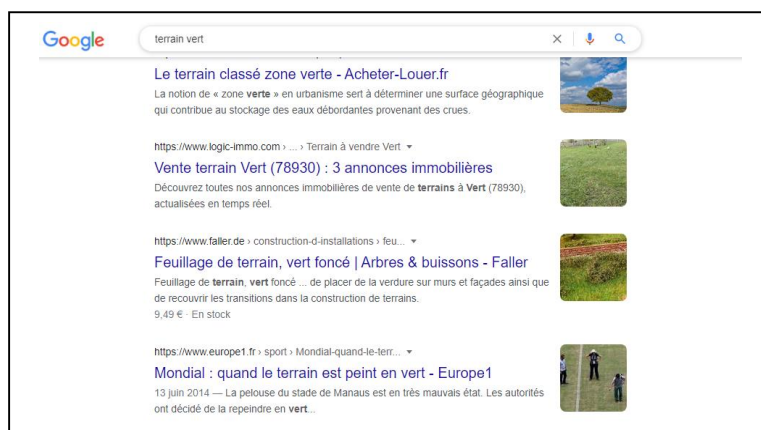 Google
terrain vert
Le terrain classé zone verte - Acheter-Louer.fr
La notion de « zone verte » en urbanisme sert à déterminer une surface géographique
qui contribue au stockage des eaux débordantes provenant des crues.
https://www.logic-immo.com › ... › Terrain à vendre Vert
Vente terrain Vert (78930) : 3 annonces immobilières
Découvrez toutes nos annonces immobilières de vente de terrains à Vert (78930),
actualisées en temps réel.
https://www.faller.de › construction-d-installations › feu...
Feuillage de terrain, vert foncé | Arbres & buissons - Faller
Feuillage de terrain, vert foncé ... de placer de la verdure sur murs et façades ainsi que
de recouvrir les transitions dans la construction de terrains.
9,49 € · En stock
https://www.europe1.fr › sport › Mondial-quand-le-terr...
Mondial : quand le terrain est peint en vert - Europe1
13 juin 2014 — La pelouse du stade de Manaus est en très mauvais état. Les autorités
ont décidé de la repeindre en vert...